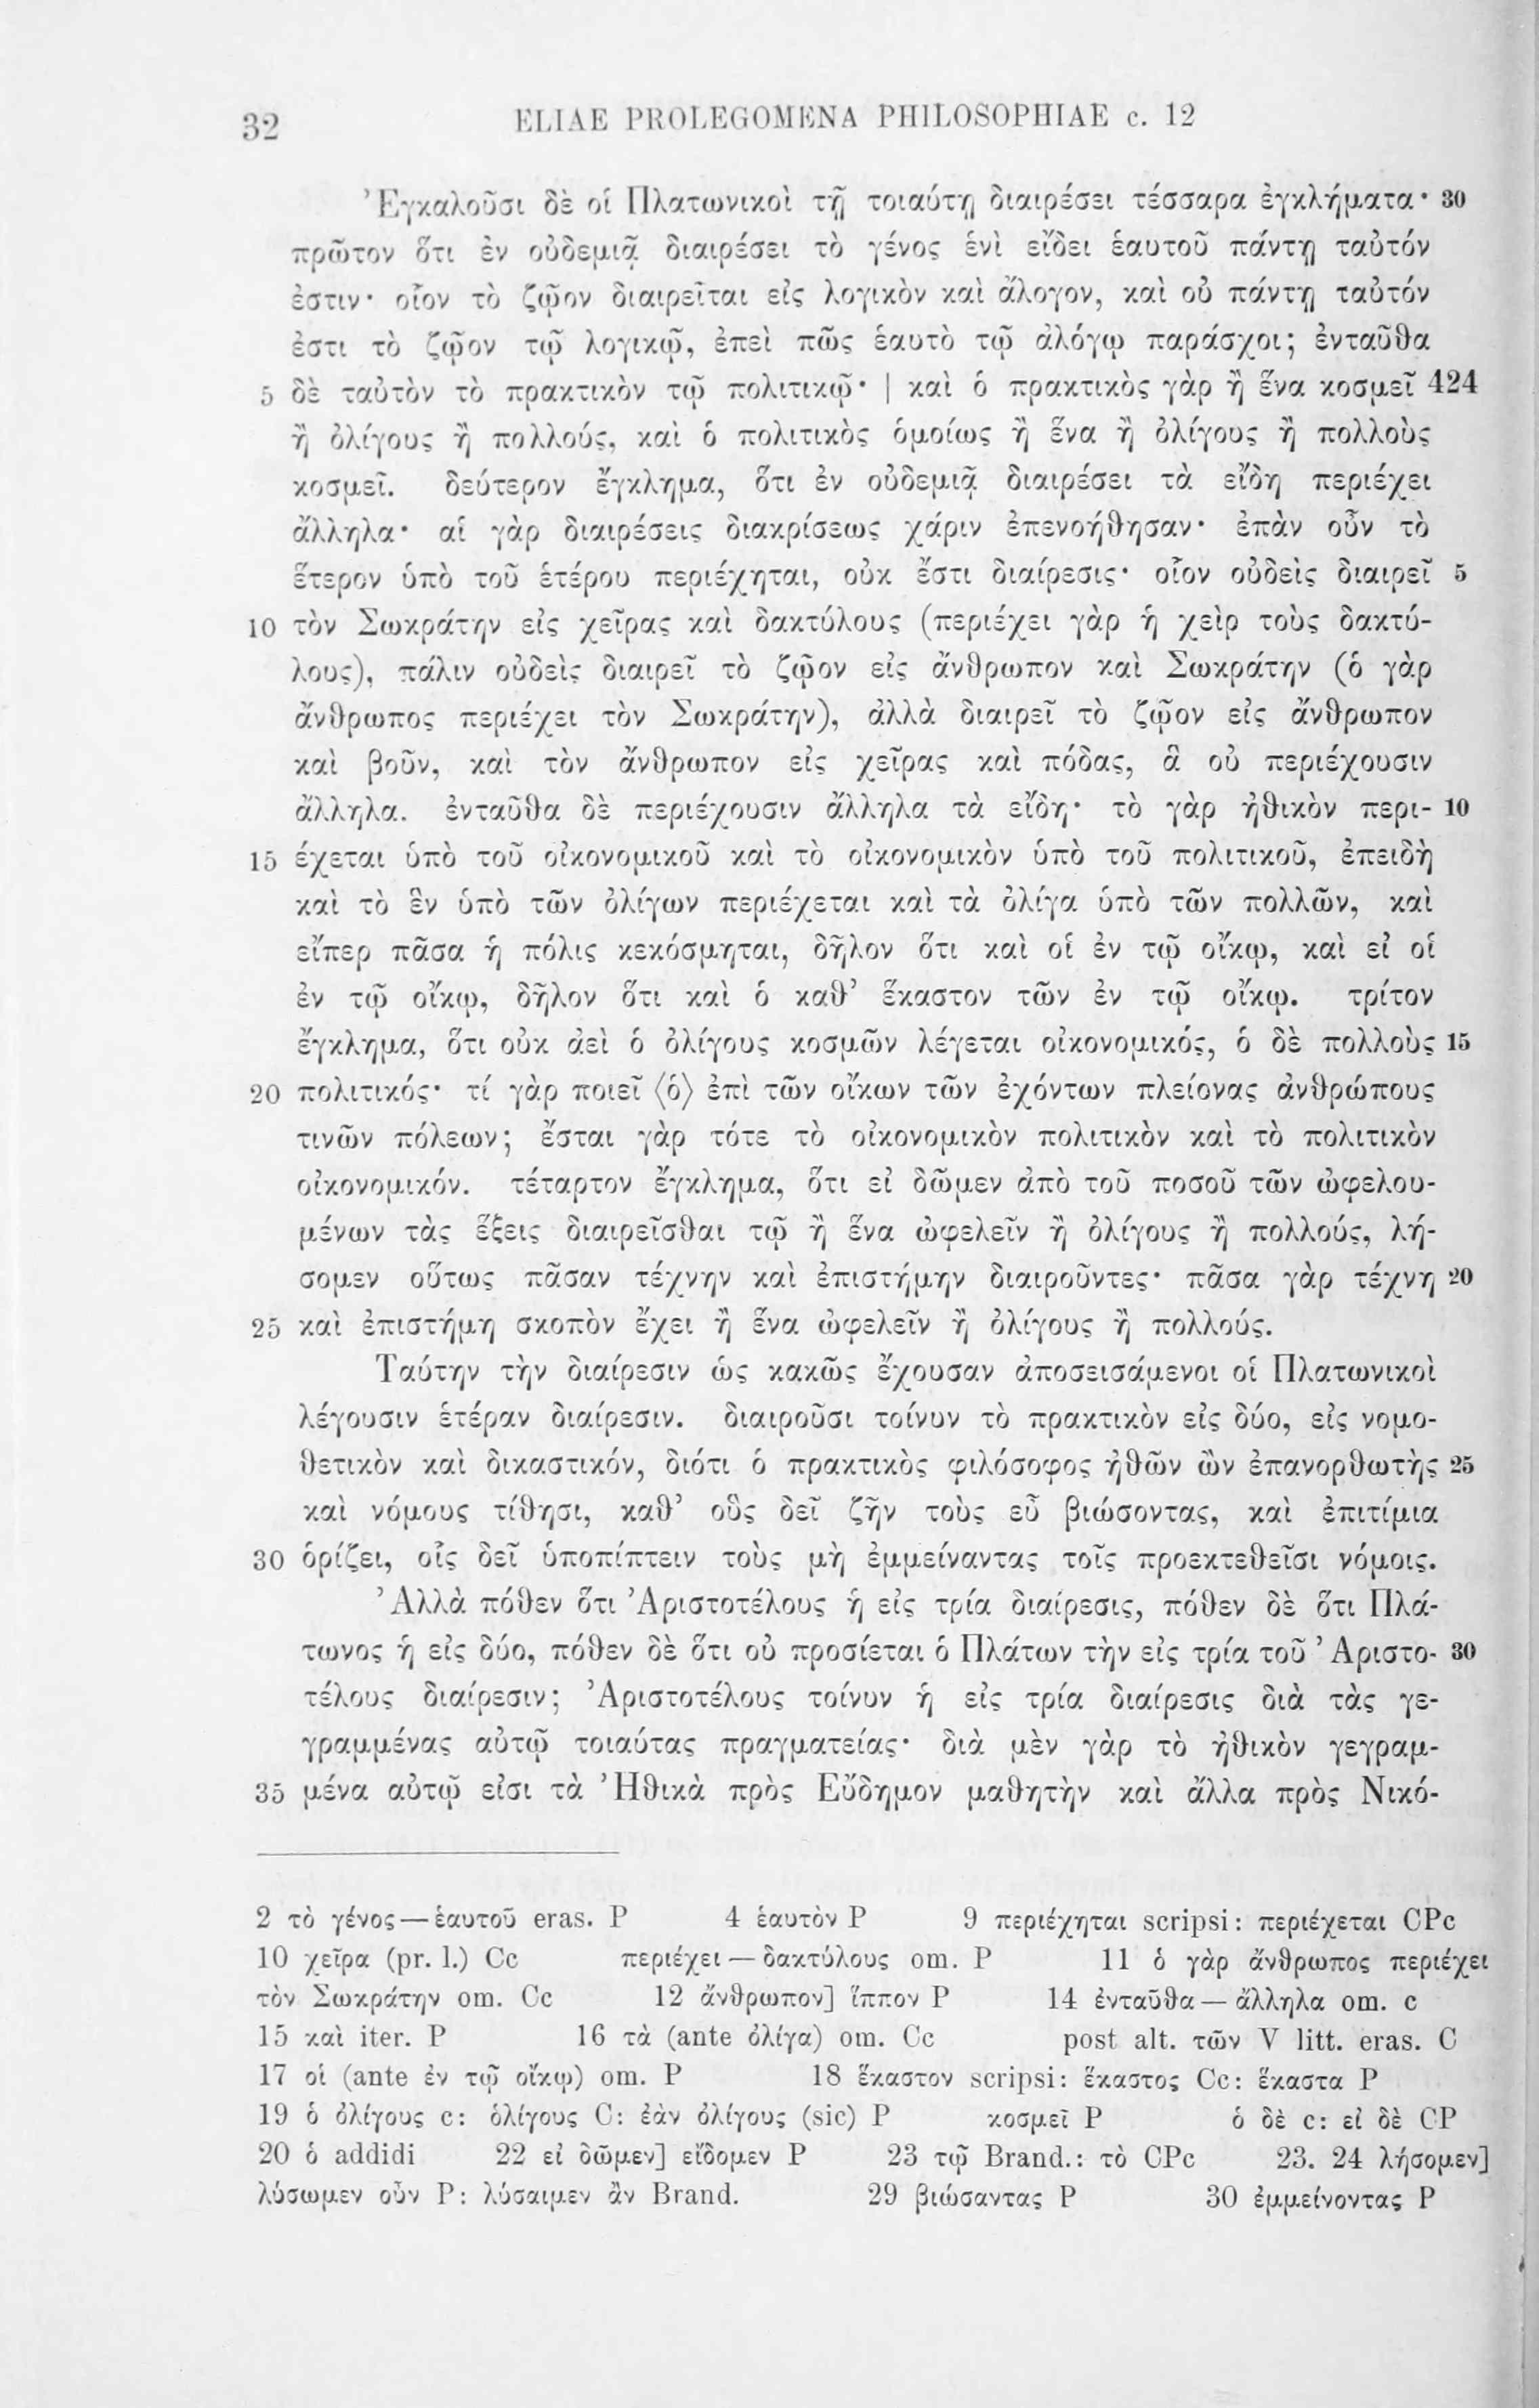 32 ELIAE PROLEGOMENA PHILOSOPHIAE c. 12
Ἐγκαλοῦσι δὲ οἱ Πλατωνικοὶ τῇ τοιαύτῃ διαιρέσει τέσσαρα ἐγκλήματα· 30
πρῶτον ὅτι ἐν οὐδεμιᾷ διαιρέσει τὸ γένος ἑνὶ εἴδει ἑαυτοῦ πάντῃ ταὐτόν
ἐστιν· οἷον τὸ ζῷον διαιρεῖται εἰς λογικὸν καὶ ἄλογον, καὶ οὐ πάντῃ ταὐτόν
ἐστι τὸ ζῷον τῷ λογικῷ, ἐπεὶ πῶς ἑαυτὸ τῷ ἀλόγῳ παράσχοι; ἐνταῦθα
5 δὲ ταὐτὸν τὸ πρακτικὸν τῷ πολιτικῷ· | καὶ ὁ πρακτικὸς γὰρ ἢ ἕνα κοσμεῖ 424
ἢ ὀλίγους ἢ πολλούς, καὶ ὁ πολιτικὸς ὁμοίως ἢ ἕνα ἢ ὀλίγους ἢ πολλοὺς
κοσμεῖ. δεύτερον ἔγκλημα, ὅτι ἐν οὐδεμιᾷ διαιρέσει τὰ εἴδη περιέχει
ἄλληλα· αἱ γὰρ διαιρέσεις διακρίσεως χάριν ἐπενοήθησαν· ἐπὰν οὖν τὸ
ἕτερον ὑπὸ τοῦ ἑτέρου περιέχηται, οὐκ ἔστι διαίρεσις· οἷον οὐδεὶς διαιρεῖ 5
10 τὸν Σωκράτην εἰς χεῖρας καὶ δακτύλους (περιέχει γὰρ ἡ χεὶρ τοὺς δακτύ-
λους), πάλιν οὐδεὶς διαιρεῖ τὸ ζῷον εἰς ἄνθρωπον καὶ Σωκράτην (ὁ γὰρ
ἄνθρωπος περιέχει τὸν Σωκράτην), ἀλλὰ διαιρεῖ τὸ ζῷον εἰς ἄνθρωπον
καὶ βοῦν, καὶ τὸν ἄνθρωπον εἰς χεῖρας καὶ πόδας, ἃ οὐ περιέχουσιν
ἄλληλα. ἐνταῦθα δὲ περιέχουσιν ἄλληλα τὰ εἴδη· τὸ γὰρ ἠθικὸν περι- 10
15 έχεται ὑπὸ τοῦ οἰκονομικοῦ καὶ τὸ οἰκονομικὸν ὑπὸ τοῦ πολιτικοῦ, ἐπειδὴ
καὶ τὸ ἓν ὑπὸ τῶν ὀλίγων περιέχεται καὶ τὰ ὀλίγα ὑπὸ τῶν πολλῶν, καὶ
εἴπερ πᾶσα ἡ πόλις κεκόσμηται, δῆλον ὅτι καὶ οἱ ἐν τῷ οἴκῳ, καὶ εἰ οἱ
ἐν τῷ οἴκῳ, δῆλον ὅτι καὶ ὁ καθ’ ἕκαστον τῶν ἐν τῷ οἴκῳ. τρίτον
ἔγκλημα, ὅτι οὐκ ἀεὶ ὁ ὀλίγους κοσμῶν λέγεται οἰκονομικός, ὁ δὲ πολλοὺς 15
20 πολιτικός· τί γὰρ ποιεῖ ⟨ὁ⟩ ἐπὶ τῶν οἴκων τῶν ἐχόντων πλείονας ἀνθρώπους
τινῶν πόλεων; ἔσται γὰρ τότε τὸ οἰκονομικὸν πολιτικὸν καὶ τὸ πολιτικὸν
οἰκονομικόν. τέταρτον ἔγκλημα, ὅτι εἰ δῶμεν ἀπὸ τοῦ ποσοῦ τῶν ὠφελου-
μένων τὰς ἕξεις διαιρεῖσθαι τῷ ἢ ἕνα ὠφελεῖν ἢ ὀλίγους ἢ πολλούς, λή-
σομεν οὕτως πᾶσαν τέχνην καὶ ἐπιστήμην διαιροῦντες· πᾶσα γὰρ τέχνη 20
25 καὶ ἐπιστήμη σκοπὸν ἔχει ἢ ἕνα ὠφελεῖν ἢ ὀλίγους ἢ πολλούς.
Ταύτην τὴν διαίρεσιν ὡς κακῶς ἔχουσαν ἀποσεισάμενοι οἱ Πλατωνικοὶ
λέγουσιν ἑτέραν διαίρεσιν. διαιροῦσι τοίνυν τὸ πρακτικὸν εἰς δύο, εἰς νομο-
θετικὸν καὶ δικαστικόν, διότι ὁ πρακτικὸς φιλόσοφος ἠθῶν ὢν ἐπανορθωτὴς 25
καὶ νόμους τίθησι, καθ’ οὓς δεῖ ζῆν τοὺς εὖ βιώσοντας, καὶ ἐπιτίμια
30 ὁρίζει, οἷς δεῖ ὑποπίπτειν τοὺς μὴ ἐμμείναντας τοῖς προεκτεθεῖσι νόμοις.
Ἀλλὰ πόθεν ὅτι Ἀριστοτέλους ἡ εἰς τρία διαίρεσις, πόθεν δὲ ὅτι Πλά-
τωνος ἡ εἰς δύο, πόθεν δὲ ὅτι οὐ προσίεται ὁ Πλάτων τὴν εἰς τρία τοῦ Ἀριστο- 30
τέλους διαίρεσιν; Ἀριστοτέλους τοίνυν ἡ εἰς τρία διαίρεσις διὰ τὰς γε-
γραμμένας αὐτῷ τοιαύτας πραγματείας· διὰ μὲν γὰρ τὸ ἠθικὸν γεγραμ-
35 μένα αὐτῷ εἰσι τὰ Ἠθικὰ πρὸς Εὔδημον μαθητὴν καὶ ἄλλα πρὸς Νικό-
2 τὸ γένος—ἑαυτοῦ eras. P 4 ἑαυτὸν P 9 περιέχηται scripsi: περιέχεται CPc
10 χεῖρα (pr. l.) Cc περιέχει — δακτύλους om. P 11 ὁ γὰρ ἄνθρωπος περιέχει
τὸν Σωκράτην om. Cc 12 ἄνθρωπον] ἵππον P 14 ἐνταῦθα— ἄλληλα om. c
15 καὶ iter. P 16 τὰ (ante ὀλίγα) om. Cc post alt. τῶν V litt. eras. C
17 οἱ (ante ἐν τῷ οἴκῳ) om. P 18 ἕκαστον scripsi: ἕκαστος Cc: ἕκαστα P
19 ὁ ὀλίγους c: ὁλίγους C: ἐὰν ὀλίγους (sic) P κοσμεῖ P ὁ δὲ c: εἰ δὲ CP
20 ὁ addidi 22 εἰ δῶμεν] εἴδομεν P 23 τῷ Brand.: τὸ CPc 23. 24 λήσομεν]
λύσωμεν οὖν P: λύσαιμεν ἂν Brand. 29 βιώσαντας P 30 ἐμμείνοντας P